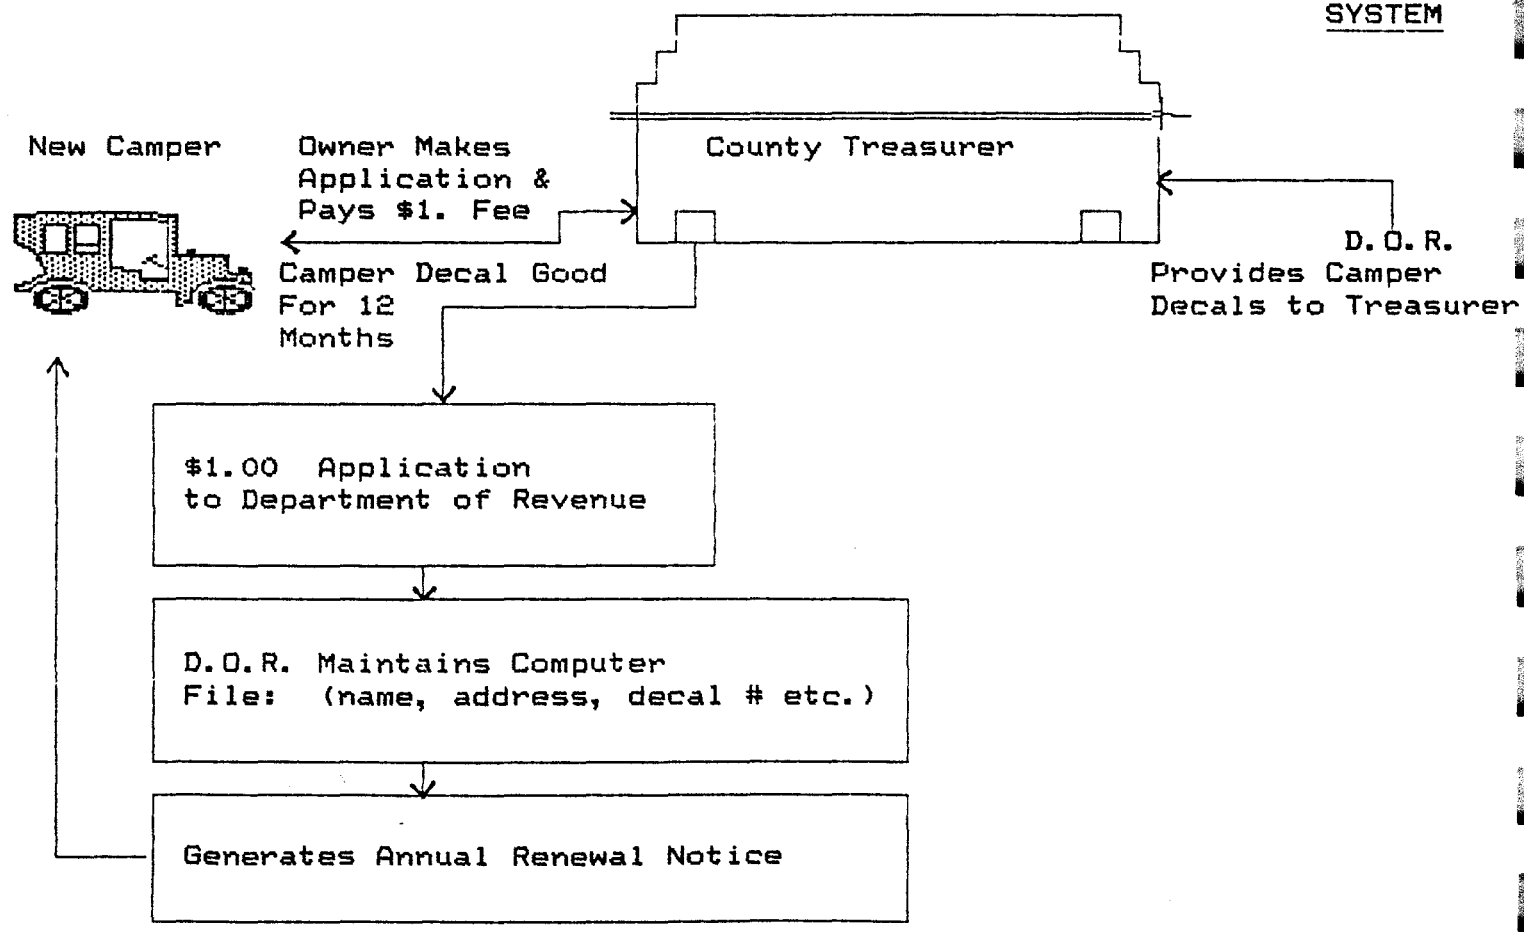 SYSTEM
New Camper
Owner Makes
Application &
Pays $1. Fee
County Treasurer
D.O.R.
Provides Camper
Decals to Treasurer
Camper Decal Good
For 12
Months
$1.00 Application
to Department of Revenue
D.O.R. Maintains Computer
File: (name, address, decal # etc.)
Generates Annual Renewal Notice